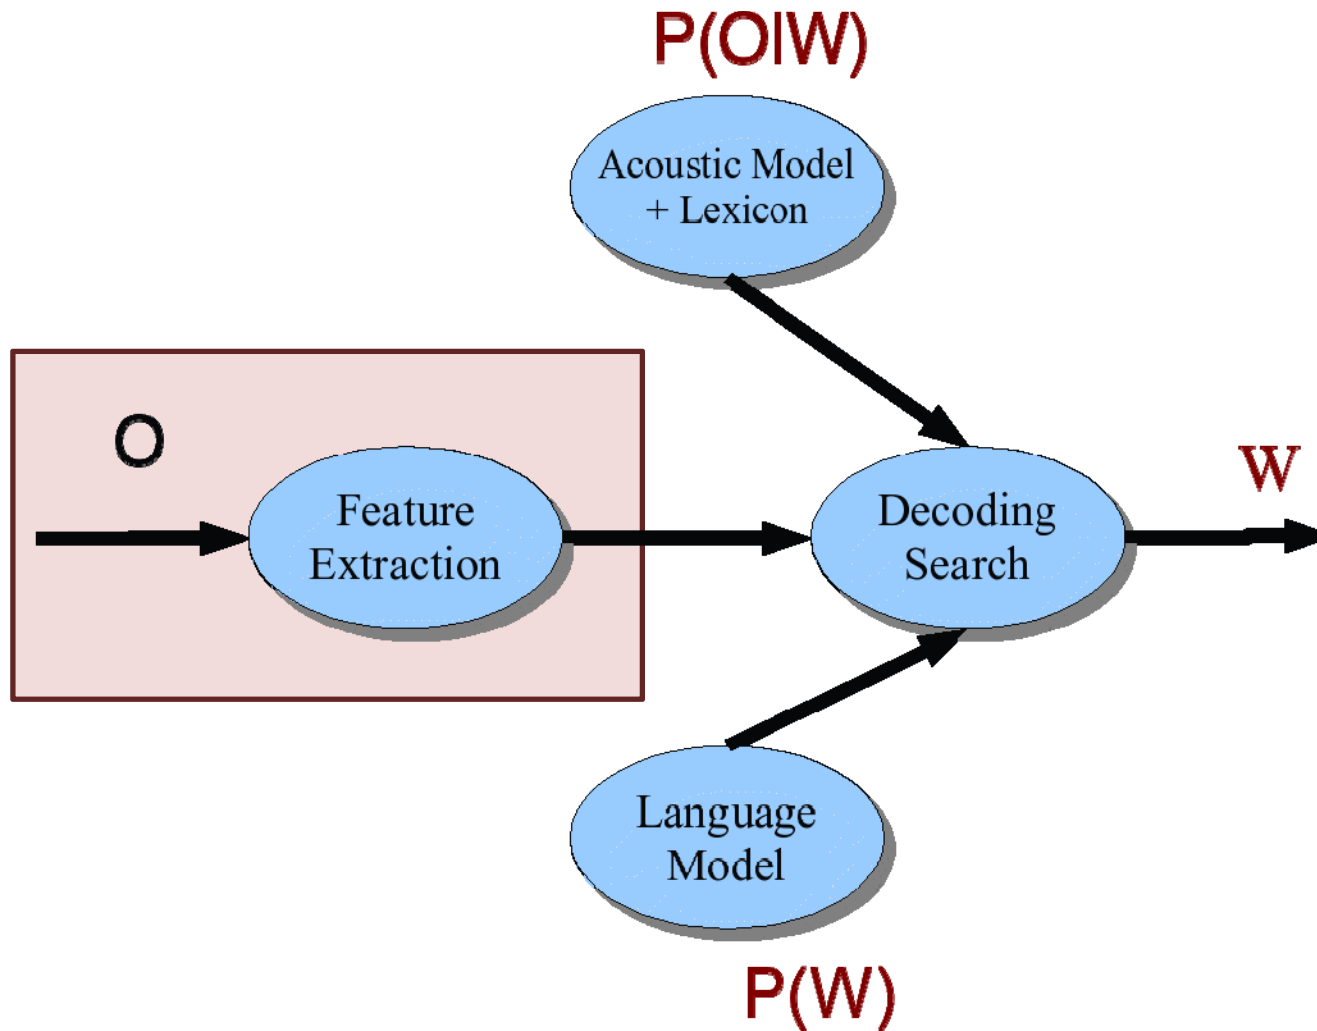 P(O|W)
Acoustic Model
+ Lexicon
O
Feature
Extraction
Decoding
Search
W
Language
Model
P(W)